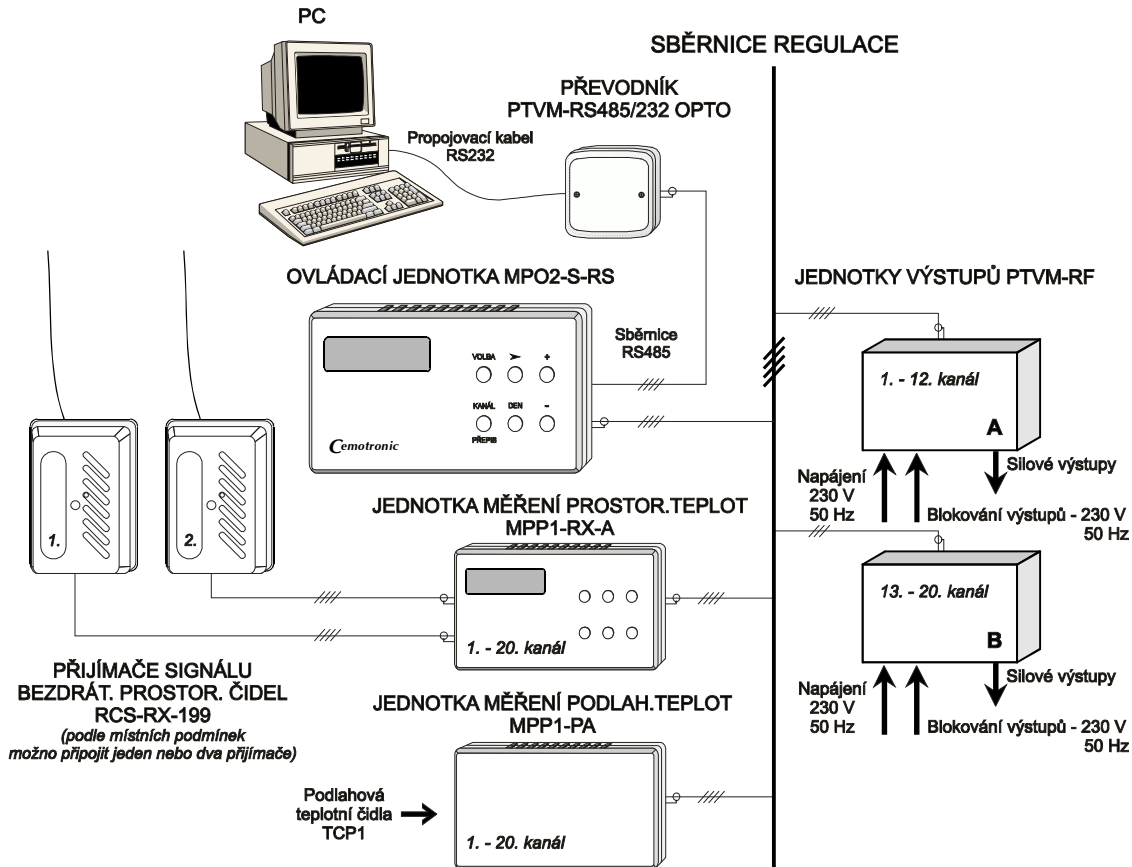 PC
SBĚRNICE REGULACE
PŘEVODNÍK
PTVM-RS485/232 OPTO
Propojovací kabel
RS232
OVLÁDACÍ JEDNOTKA MPO2-S-RS
JEDNOTKY VÝSTUPŮ PTVM-RF
Sběrnice
RS485
VOLBA ➤ +
KANÁL DEN -
PŘEPIS
Cemotronic
1. - 12. kanál
A
Napájení
230 V
50 Hz
Silové výstupy
Blokování výstupů - 230 V
50 Hz
1.
2.
JEDNOTKA MĚŘENÍ PROSTOR.TEPLOT
MPP1-RX-A
1. - 20. kanál
13. - 20. kanál
B
Napájení
230 V
50 Hz
Silové výstupy
Blokování výstupů - 230 V
50 Hz
PŘIJÍMAČE SIGNÁLU
BEZDRÁT. PROSTOR. ČIDEL
RCS-RX-199
(podle místních podmínek
možno připojit jeden nebo dva přijímače)
JEDNOTKA MĚŘENÍ PODLAH.TEPLOT
MPP1-PA
Podlahová
teplotní čidla
TCP1
1. - 20. kanál